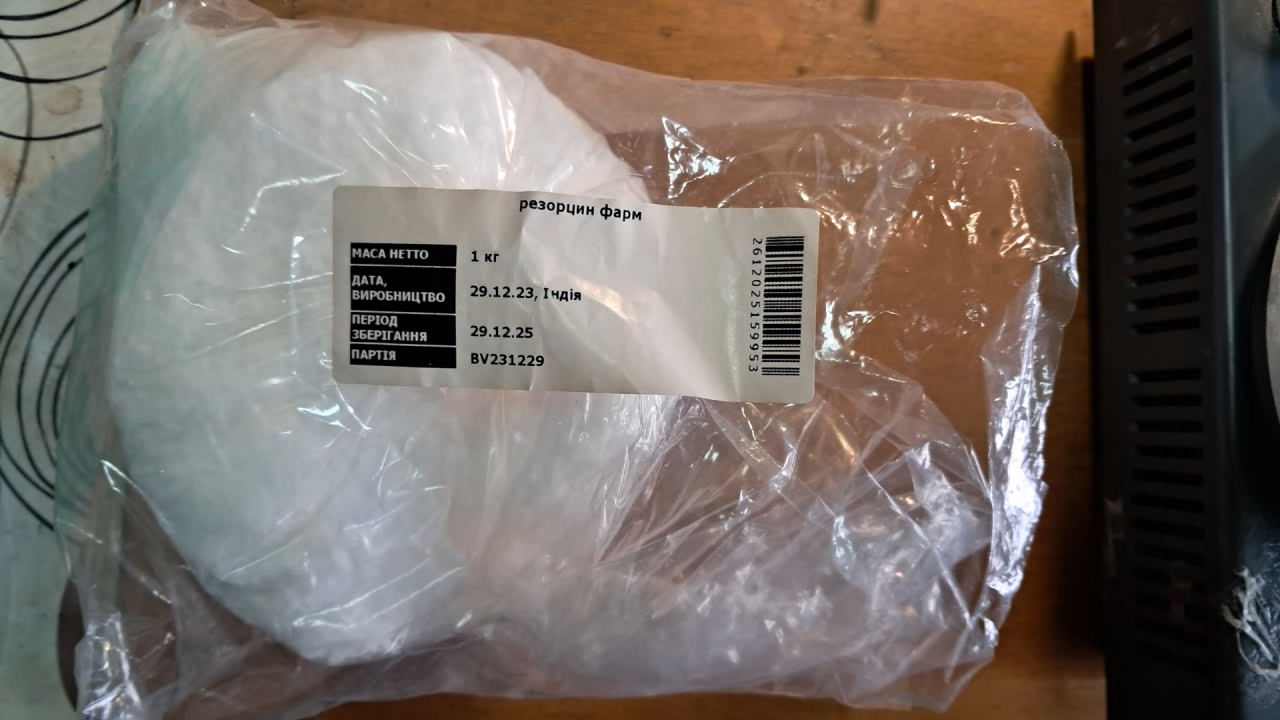 резорцин фарм
МАСА НЕТТО 1 кг
ДАТА, ВИРОБНИЦТВО 29.12.23, Індія
ПЕРІОД ЗБЕРІГАННЯ 29.12.25
ПАРТІЯ BV231229
2612025159953